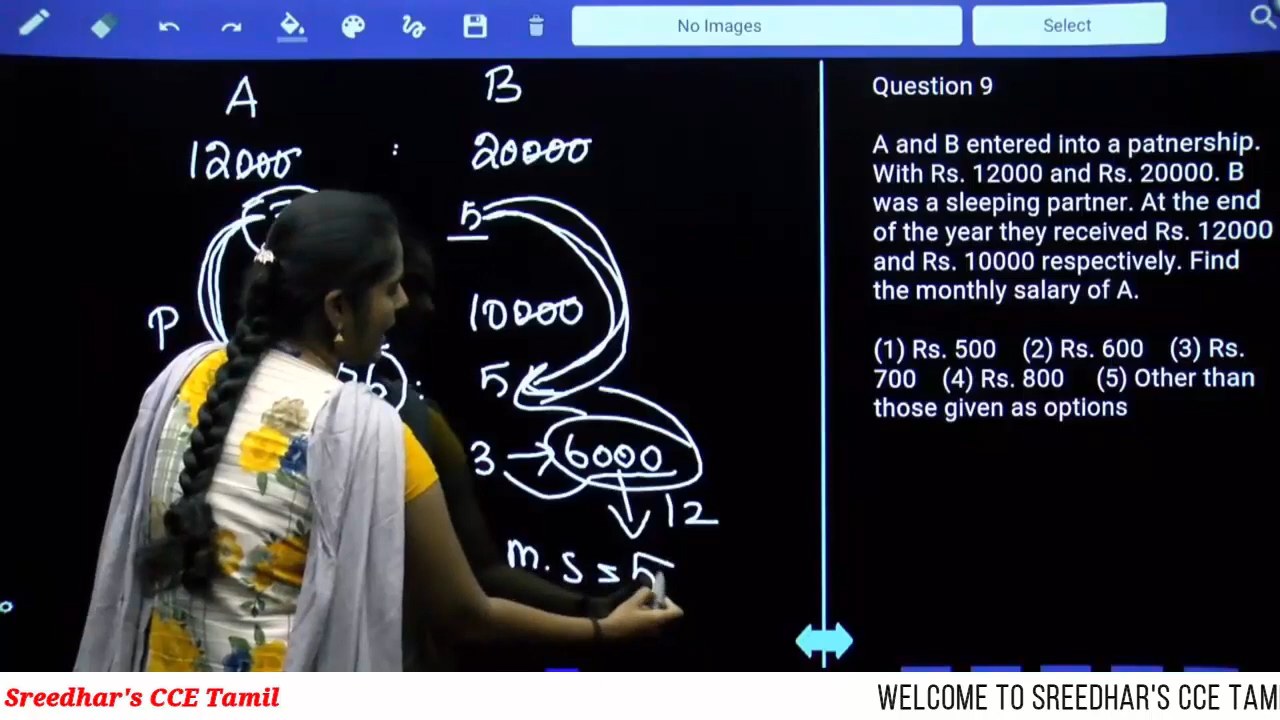 No Images
Select
A
B
12000
:
20000
5
P
10000
5
:
3
6000
12
M.S = 5
Question 9
A and B entered into a patnership.
With Rs. 12000 and Rs. 20000. B
was a sleeping partner. At the end
of the year they received Rs. 12000
and Rs. 10000 respectively. Find
the monthly salary of A.
(1) Rs. 500 (2) Rs. 600 (3) Rs.
700 (4) Rs. 800 (5) Other than
those given as options
Sreedhar's CCE Tamil
WELCOME TO SREEDHAR'S CCE TAM